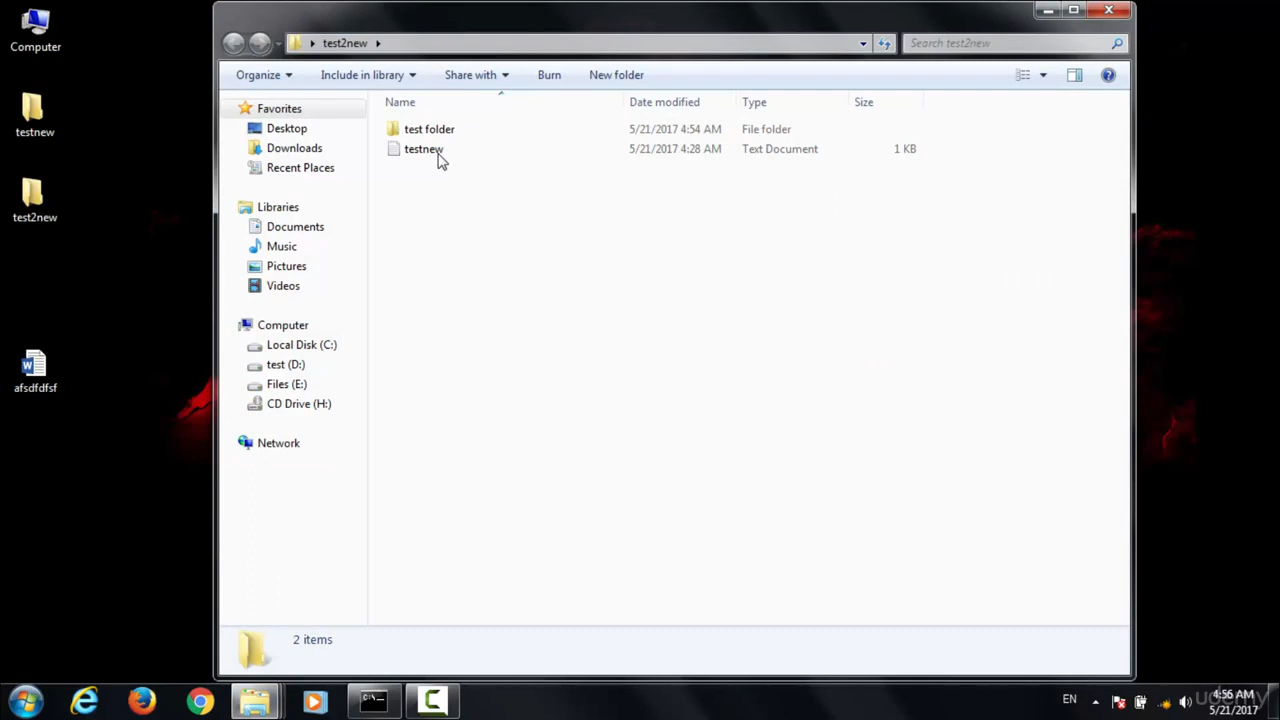 Computer
testnew
test2new
afsdfdfsf
test2new
Search test2new
Organize
Include in library
Share with
Burn
New folder
Favorites
Desktop
Downloads
Recent Places
Libraries
Documents
Music
Pictures
Videos
Computer
Local Disk (C:)
test (D:)
Files (E:)
CD Drive (H:)
Network
Name Date modified Type Size
test folder 5/21/2017 4:54 AM File folder
testnew 5/21/2017 4:28 AM Text Document 1 KB
2 items
C:\
EN
4:56 AM
5/21/2017
udemy